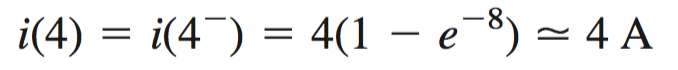 i(4) = i(4⁻) = 4(1 − e⁻⁸) ≃ 4 A